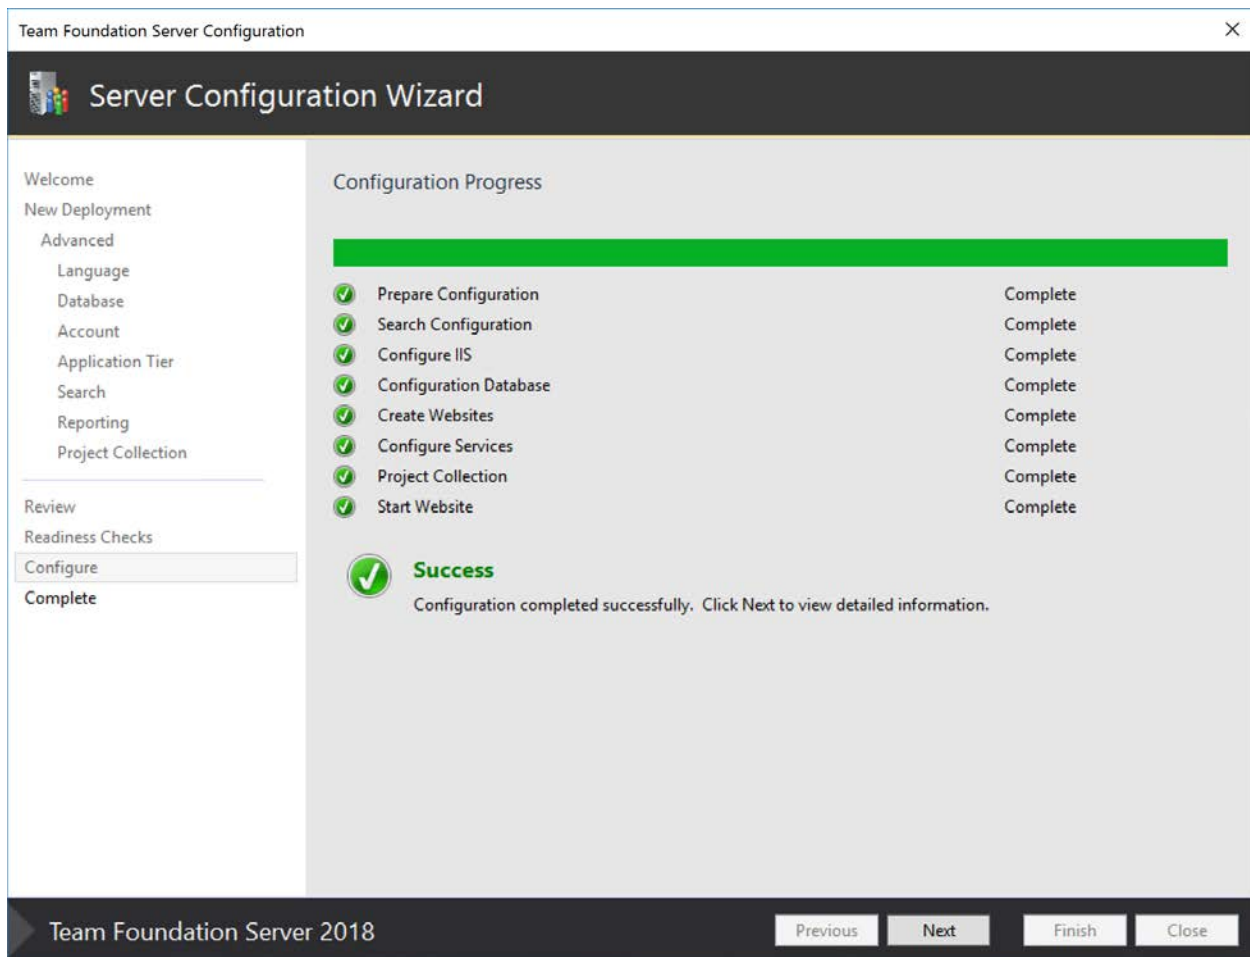 Team Foundation Server Configuration
Server Configuration Wizard
Welcome
New Deployment
Advanced
Language
Database
Account
Application Tier
Search
Reporting
Project Collection
Review
Readiness Checks
Configure
Complete
Configuration Progress
Prepare Configuration Complete
Search Configuration Complete
Configure IIS Complete
Configuration Database Complete
Create Websites Complete
Configure Services Complete
Project Collection Complete
Start Website Complete
Success
Configuration completed successfully. Click Next to view detailed information.
Team Foundation Server 2018
Previous Next Finish Close